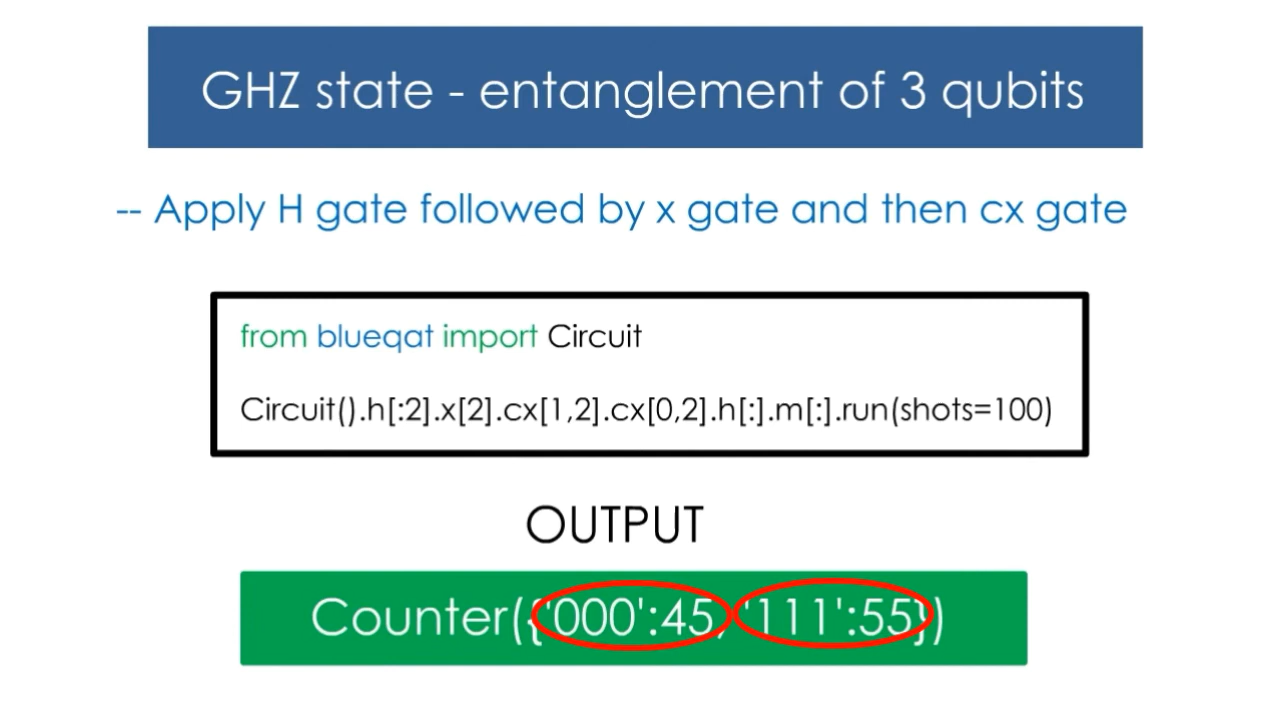 GHZ state - entanglement of 3 qubits
-- Apply H gate followed by x gate and then cx gate
from blueqat import Circuit
Circuit().h[:2].x[2].cx[1,2].cx[0,2].h[:].m[:].run(shots=100)
OUTPUT
Counter({'000':45, '111':55})